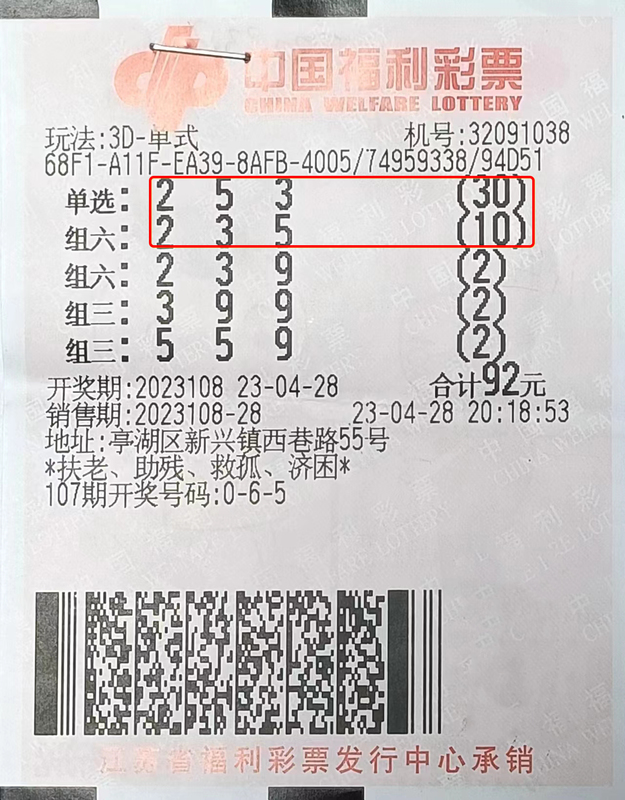 中国福利彩票
CHINA WELFARE LOTTERY
玩法:3D-单式 机号:32091038
68F1-A11F-EA39-8AFB-4005/74959338/94D51
单选: 2 5 3 (30)
组六: 2 3 5 (10)
组六: 2 3 9 (2)
组三: 3 9 9 (2)
组三: 5 5 9 (2)
开奖期:2023108 23-04-28 合计92元
销售期:2023108-28 23-04-28 20:18:53
地址:亭湖区新兴镇西巷路55号
*扶老、助残、救孤、济困*
107期开奖号码:0-6-5
江苏省福利彩票发行中心承销